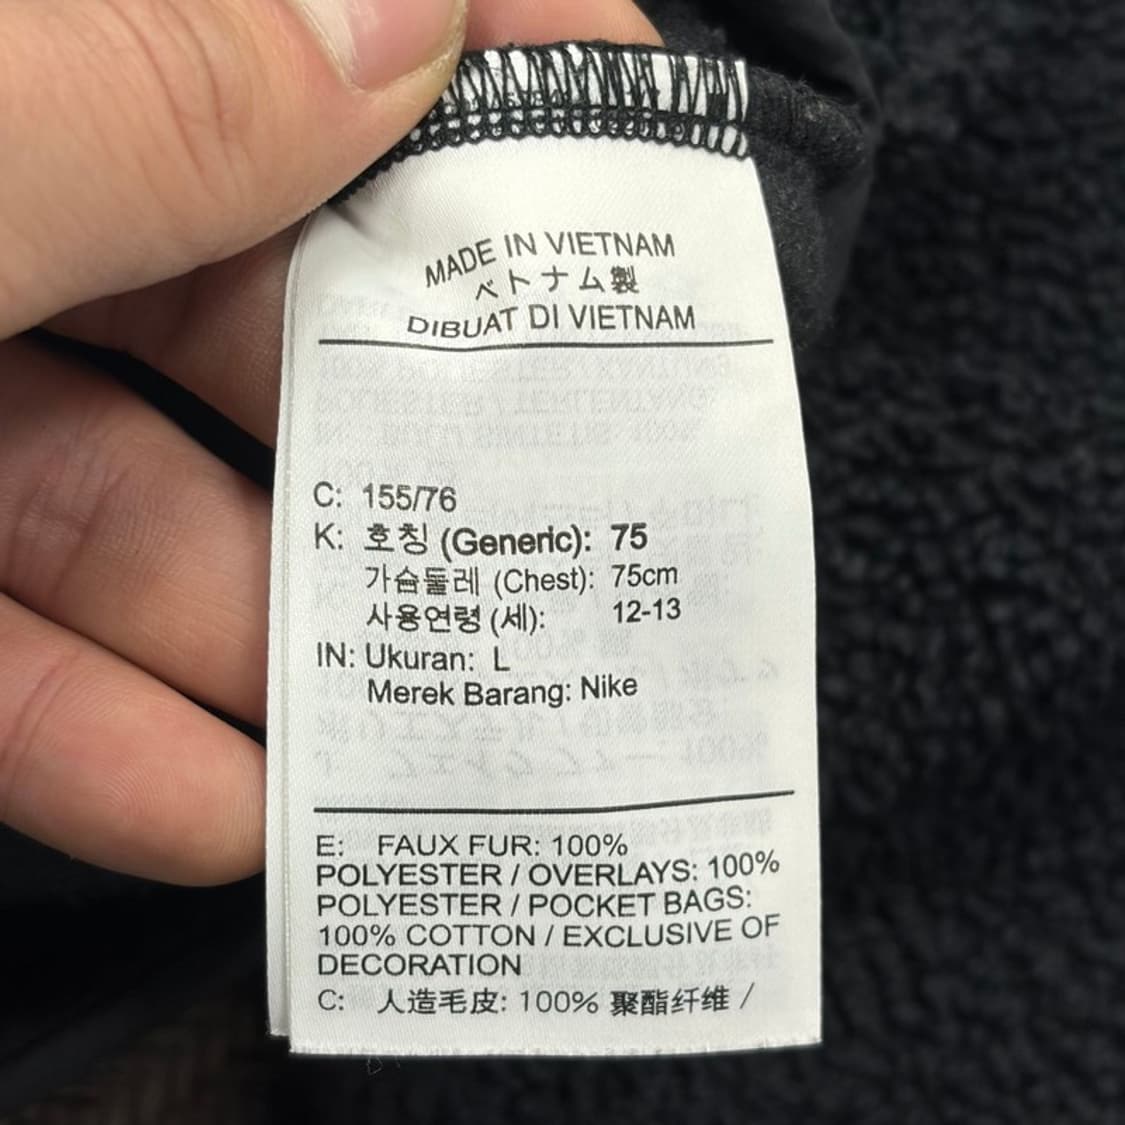 MADE IN VIETNAM
ベトナム製
DIBUAT DI VIETNAM
C: 155/76
K: 호칭 (Generic): 75
가슴둘레 (Chest): 75cm
사용연령 (세): 12-13
IN: Ukuran: L
Merek Barang: Nike
E: FAUX FUR: 100%
POLYESTER / OVERLAYS: 100%
POLYESTER / POCKET BAGS:
100% COTTON / EXCLUSIVE OF
DECORATION
C: 人造毛皮: 100% 聚酯纤维 /